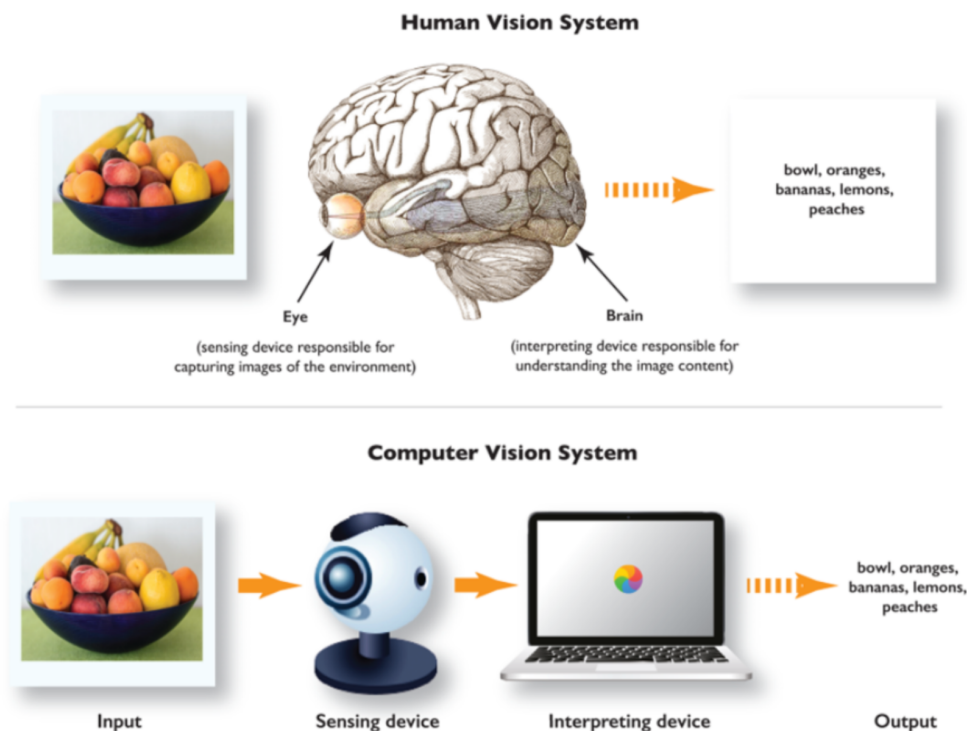 Human Vision System
bowl, oranges,
bananas, lemons,
peaches
Eye
(sensing device responsible for
capturing images of the environment)
Brain
(interpreting device responsible for
understanding the image content)
Computer Vision System
bowl, oranges,
bananas, lemons,
peaches
Input
Sensing device
Interpreting device
Output